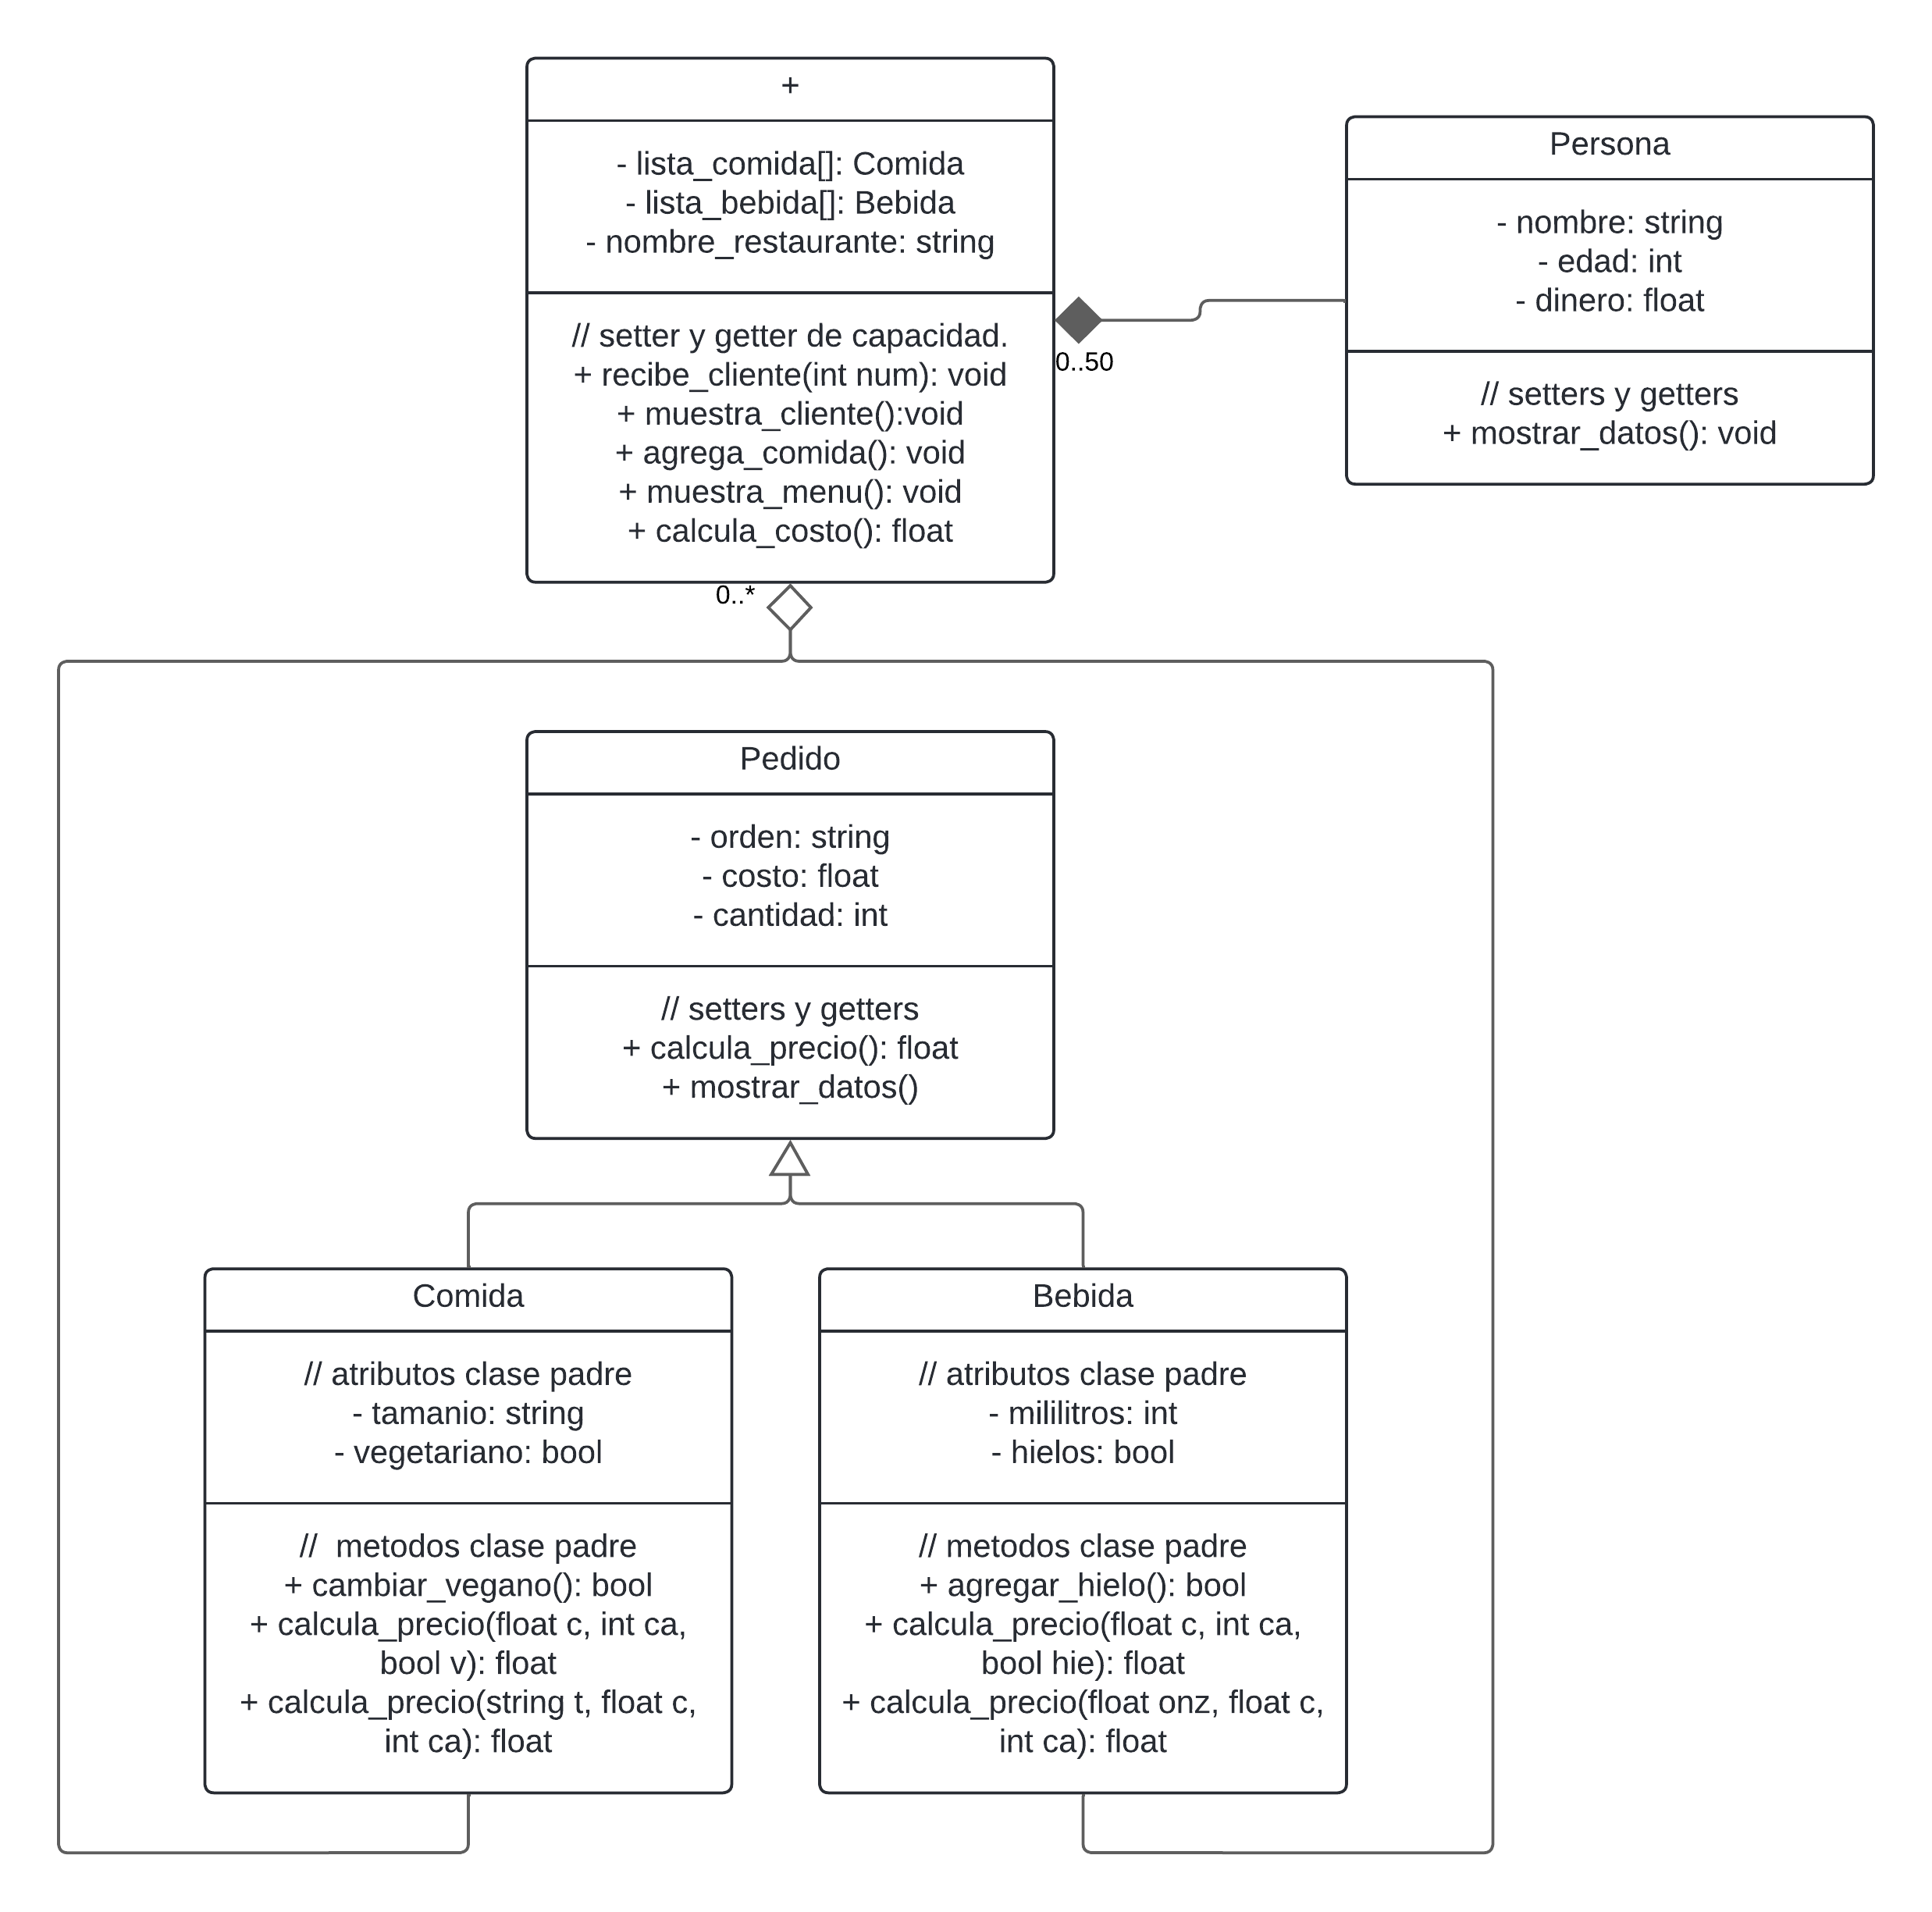 +
- lista_comida[]: Comida
- lista_bebida[]: Bebida
- nombre_restaurante: string
// setter y getter de capacidad.
+ recibe_cliente(int num): void
+ muestra_cliente():void
+ agrega_comida(): void
+ muestra_menu(): void
+ calcula_costo(): float
0..50
Persona
- nombre: string
- edad: int
- dinero: float
// setters y getters
+ mostrar_datos(): void
0..*
Pedido
- orden: string
- costo: float
- cantidad: int
// setters y getters
+ calcula_precio(): float
+ mostrar_datos()
Comida
// atributos clase padre
- tamanio: string
- vegetariano: bool
//  metodos clase padre
+ cambiar_vegano(): bool
+ calcula_precio(float c, int ca,
bool v): float
+ calcula_precio(string t, float c,
int ca): float
Bebida
// atributos clase padre
- mililitros: int
- hielos: bool
// metodos clase padre
+ agregar_hielo(): bool
+ calcula_precio(float c, int ca,
bool hie): float
+ calcula_precio(float onz, float c,
int ca): float